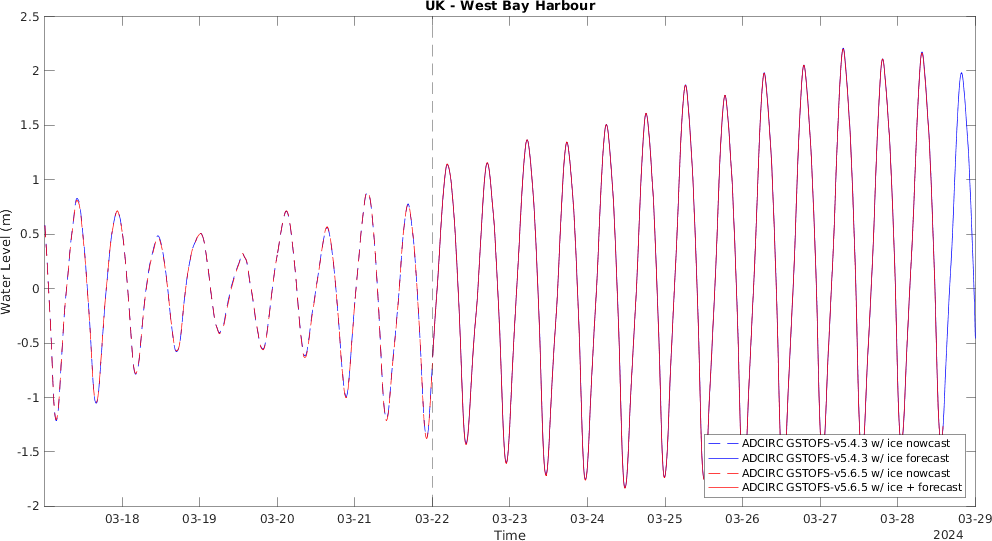 UK - West Bay Harbour
2.5
2
1.5
1
0.5
0
-0.5
-1
-1.5
-2
Water Level (m)
ADCIRC GSTOFS-v5.4.3 w/ ice nowcast
ADCIRC GSTOFS-v5.4.3 w/ ice forecast
ADCIRC GSTOFS-v5.6.5 w/ ice nowcast
ADCIRC GSTOFS-v5.6.5 w/ ice + forecast
03-18 03-19 03-20 03-21 03-22 03-23 03-24 03-25 03-26 03-27 03-28 03-29
Time
2024